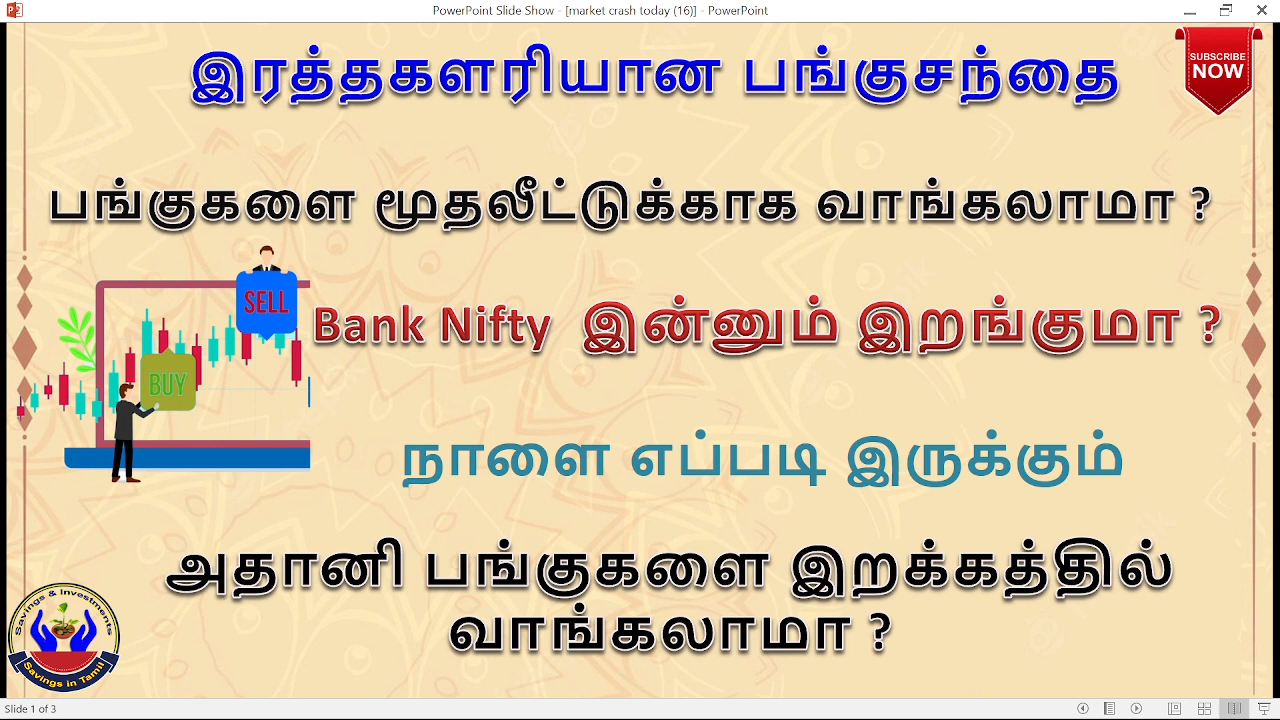 PowerPoint Slide Show - [market crash today (16)] - PowerPoint
SUBSCRIBE
NOW
இரத்தகளரியான பங்குசந்தை
பங்குகளை மூதலீட்டுக்காக வாங்கலாமா ?
SELL
BUY
Bank Nifty இன்னும் இறங்குமா ?
நாளை எப்படி இருக்கும்
அதானி பங்குகளை இறக்கத்தில்
வாங்கலாமா ?
Savings & Investments
Savings in Tamil
Slide 1 of 3